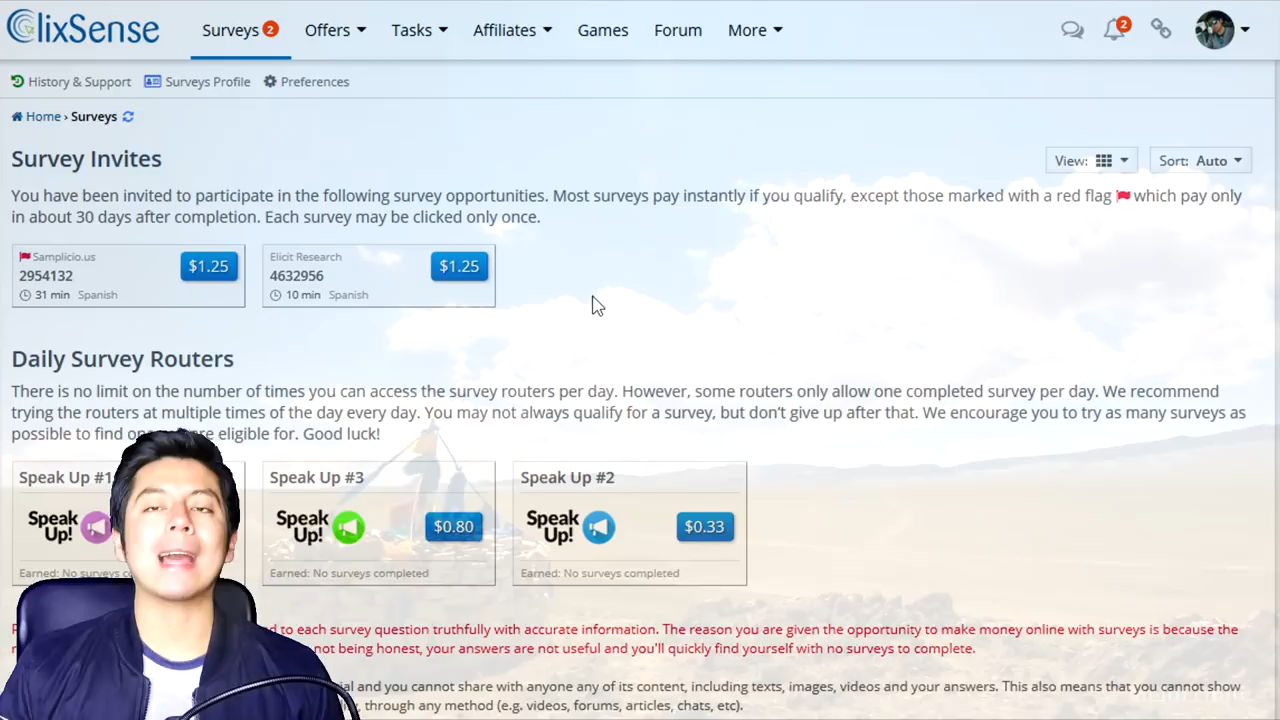 ClixSense Surveys 2 Offers Tasks Affiliates Games Forum More 2
History & Support Surveys Profile Preferences
Home › Surveys
Survey Invites
View: Sort: Auto
You have been invited to participate in the following survey opportunities. Most surveys pay instantly if you qualify, except those marked with a red flag which pay only
in about 30 days after completion. Each survey may be clicked only once.
Samplicio.us
2954132
$1.25
31 min Spanish
Elicit Research
4632956
$1.25
10 min Spanish
Daily Survey Routers
There is no limit on the number of times you can access the survey routers per day. However, some routers only allow one completed survey per day. We recommend
trying the routers at multiple times of the day every day. You may not always qualify for a survey, but don't give up after that. We encourage you to try as many surveys as
possible to find are eligible for. Good luck!
Speak Up #1
Speak Up!
Earned: No surveys
Speak Up #3
Speak Up!
$0.80
Earned: No surveys completed
Speak Up #2
Speak Up!
$0.33
Earned: No surveys completed
to each survey question truthfully with accurate information. The reason you are given the opportunity to make money online with surveys is because the
not being honest, your answers are not useful and you'll quickly find yourself with no surveys to complete.
and you cannot share with anyone any of its content, including texts, images, videos and your answers. This also means that you cannot show
through any method (e.g. videos, forums, articles, chats, etc).